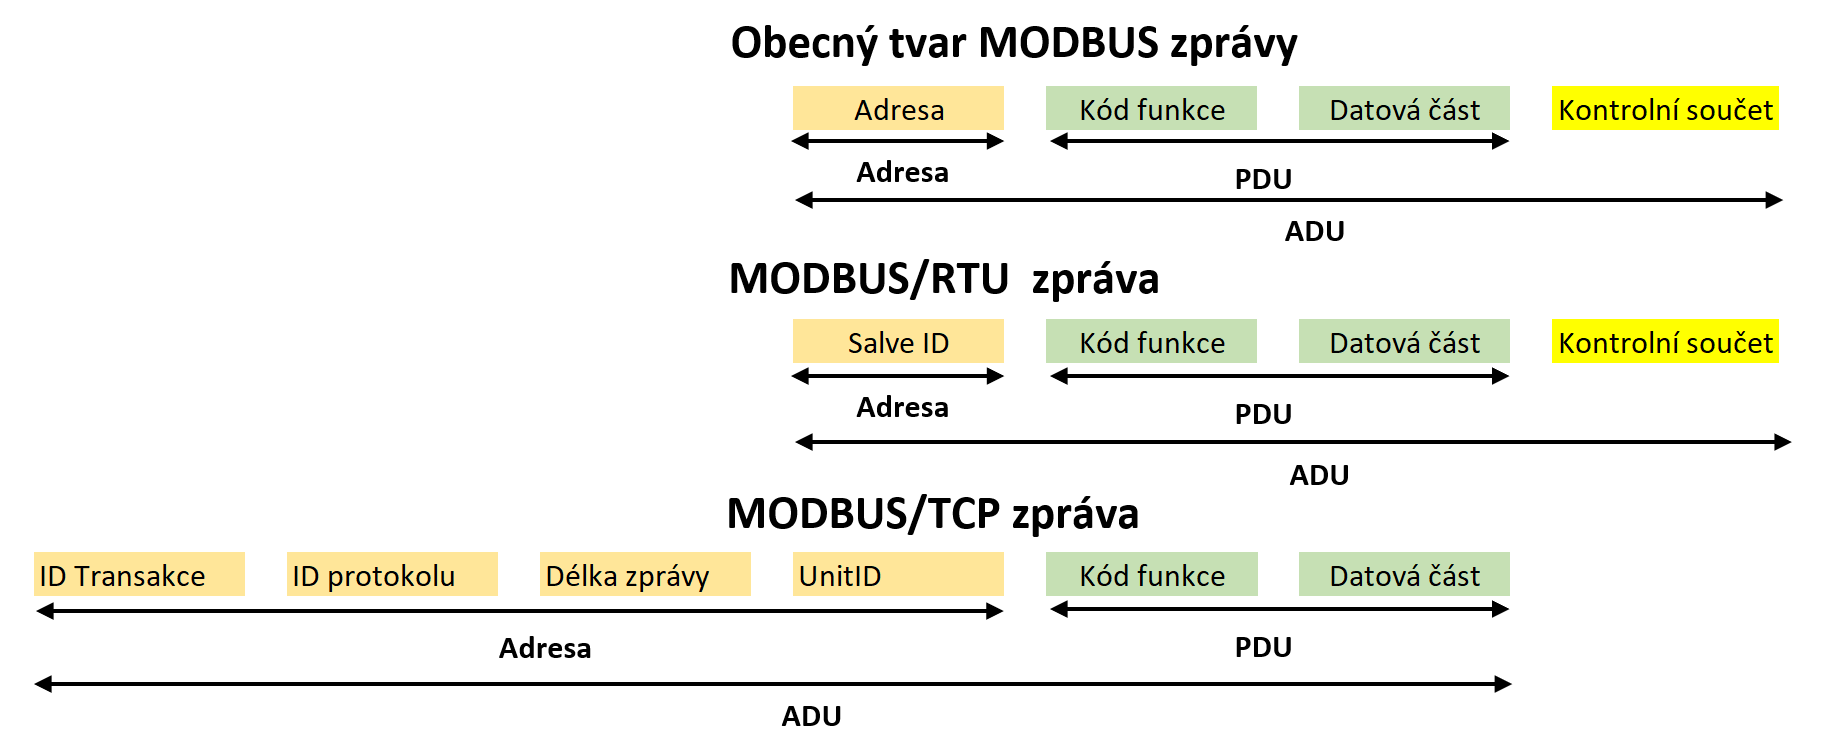 Obecný tvar MODBUS zprávy
Adresa Kód funkce Datová část Kontrolní součet
Adresa PDU
ADU
MODBUS/RTU zpráva
Salve ID Kód funkce Datová část Kontrolní součet
Adresa PDU
ADU
MODBUS/TCP zpráva
ID Transakce ID protokolu Délka zprávy UnitID Kód funkce Datová část
Adresa PDU
ADU